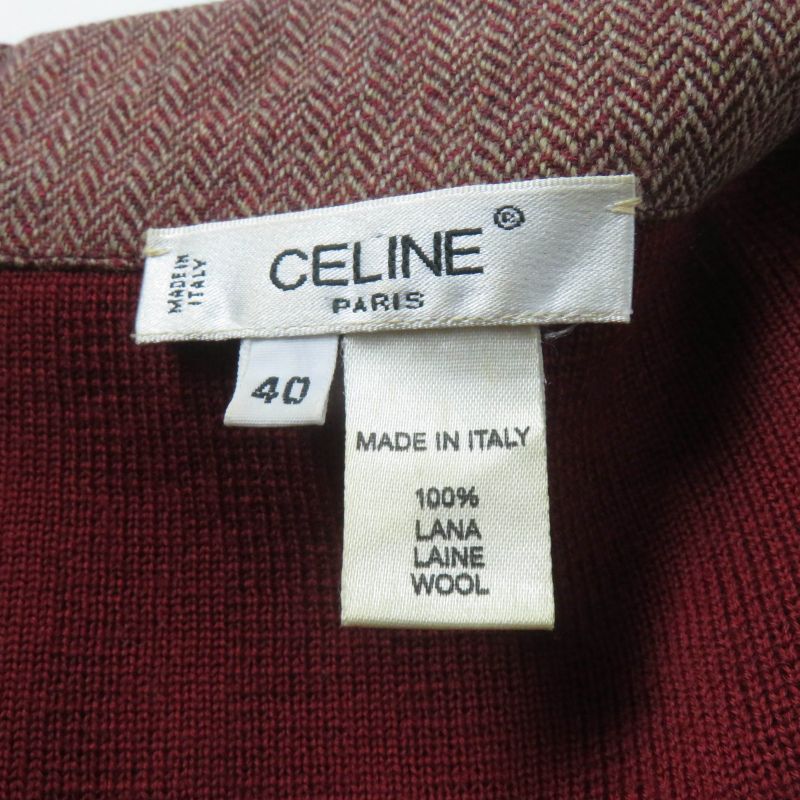 MADE IN
ITALY
CELINE®
PARIS
40
MADE IN ITALY
100%
LANA
LAINE
WOOL